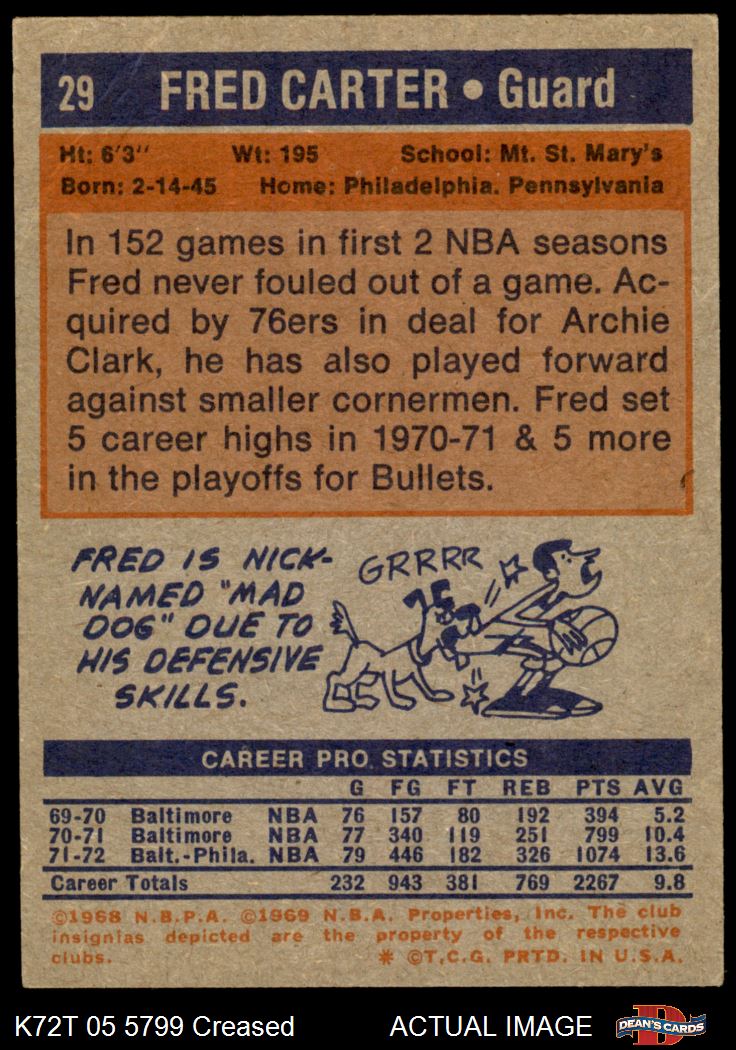 29 FRED CARTER • Guard
Ht: 6'3" Wt: 195 School: Mt. St. Mary's
Born: 2-14-45 Home: Philadelphia. Pennsylvania
In 152 games in first 2 NBA seasons
Fred never fouled out of a game. Ac-
quired by 76ers in deal for Archie
Clark, he has also played forward
against smaller cornermen. Fred set
5 career highs in 1970-71 & 5 more
in the playoffs for Bullets.
FRED IS NICK-
NAMED "MAD
DOG" DUE TO
HIS DEFENSIVE
SKILLS.
GRRRR
CAREER PRO. STATISTICS
G FG FT REB PTS AVG
69-70 Baltimore NBA 76 157 80 192 394 5.2
70-71 Baltimore NBA 77 340 119 251 799 10.4
71-72 Balt.-Phila. NBA 79 446 182 326 1074 13.6
Career Totals 232 943 381 769 2267 9.8
©1968 N.B.P.A. ©1969 N.B.A. Properties, Inc. The club
insignias depicted are the property of the respective
clubs. * ©T.C.G. PRTD. IN U.S.A.
K72T 05 5799 Creased ACTUAL IMAGE DEAN'S CARDS